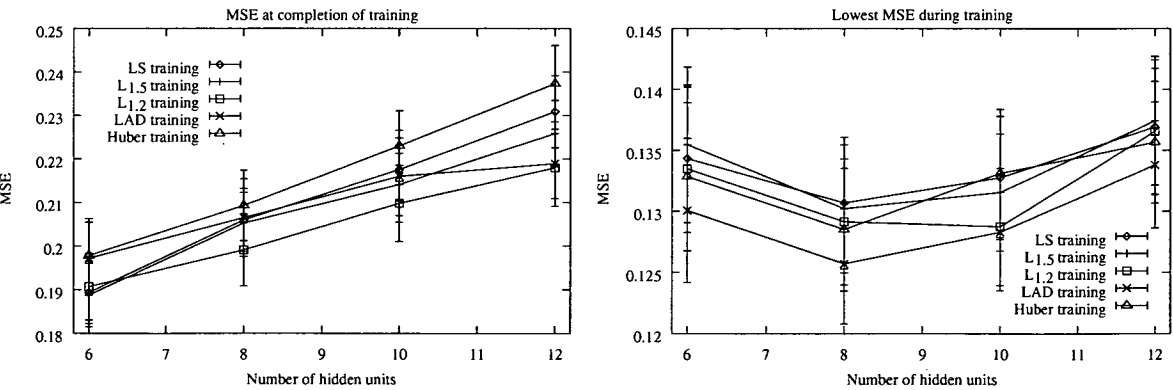 MSE at completion of training
0.25
0.24
0.23
0.22
0.21
0.2
0.19
0.18
MSE
LS training
L1.5 training
L1.2 training
LAD training
Huber training
6 7 8 9 10 11 12
Number of hidden units
Lowest MSE during training
0.145
0.14
0.135
0.13
0.125
0.12
MSE
LS training
L1.5 training
L1.2 training
LAD training
Huber training
6 7 8 9 10 11 12
Number of hidden units